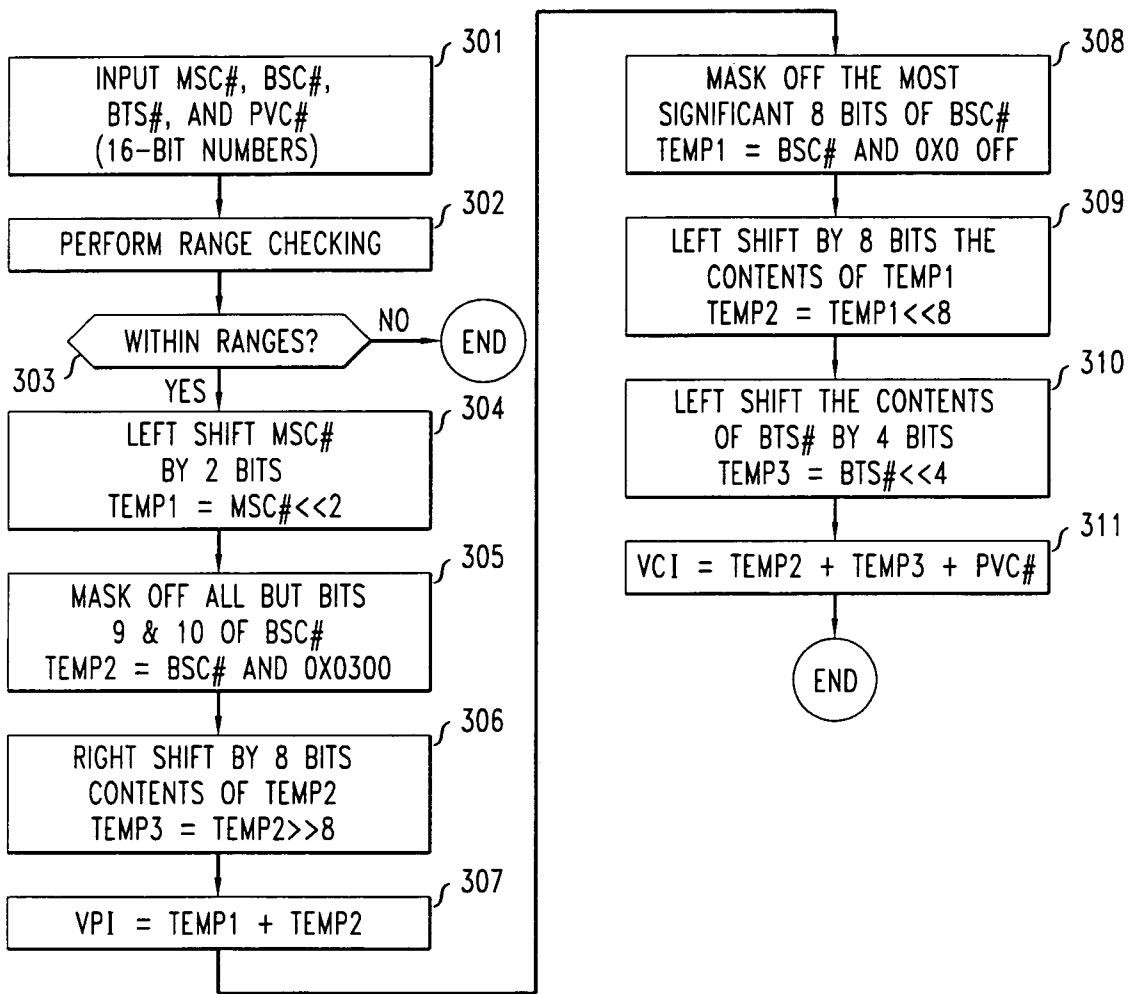 301
INPUT MSC#, BSC#,
BTS#, AND PVC#
(16-BIT NUMBERS)
302
PERFORM RANGE CHECKING
303
WITHIN RANGES?
NO
END
YES
304
LEFT SHIFT MSC#
BY 2 BITS
TEMP1 = MSC#<<2
305
MASK OFF ALL BUT BITS
9 & 10 OF BSC#
TEMP2 = BSC# AND 0X0300
306
RIGHT SHIFT BY 8 BITS
CONTENTS OF TEMP2
TEMP3 = TEMP2>>8
307
VPI = TEMP1 + TEMP2
308
MASK OFF THE MOST
SIGNIFICANT 8 BITS OF BSC#
TEMP1 = BSC# AND 0X0 OFF
309
LEFT SHIFT BY 8 BITS THE
CONTENTS OF TEMP1
TEMP2 = TEMP1<<8
310
LEFT SHIFT THE CONTENTS
OF BTS# BY 4 BITS
TEMP3 = BTS#<<4
311
VCI = TEMP2 + TEMP3 + PVC#
END